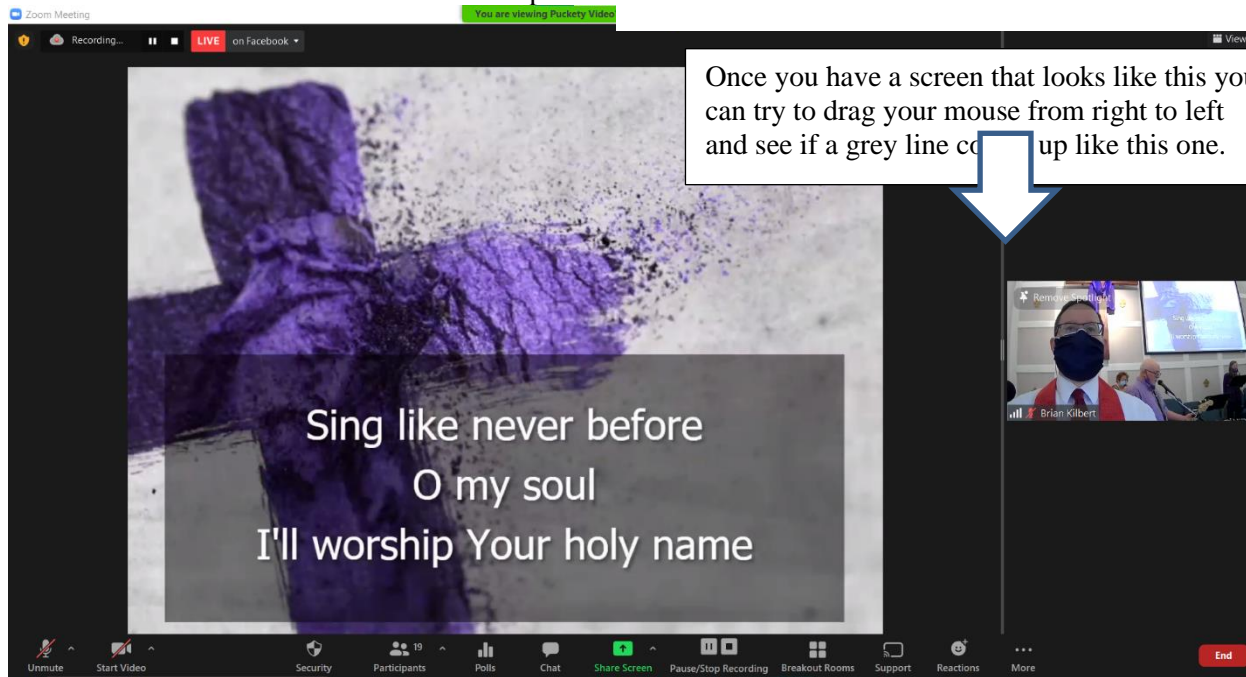 Zoom Meeting
You are viewing Puckety Video
Recording...
LIVE on Facebook
View
Once you have a screen that looks like this you
can try to drag your mouse from right to left
and see if a grey line up like this one.
Remove Spotlight
Brian Kilbert
Sing like never before
O my soul
I'll worship Your holy name
19
Unmute Start Video Security Participants Polls Chat Share Screen Pause/Stop Recording Breakout Rooms Support Reactions More End